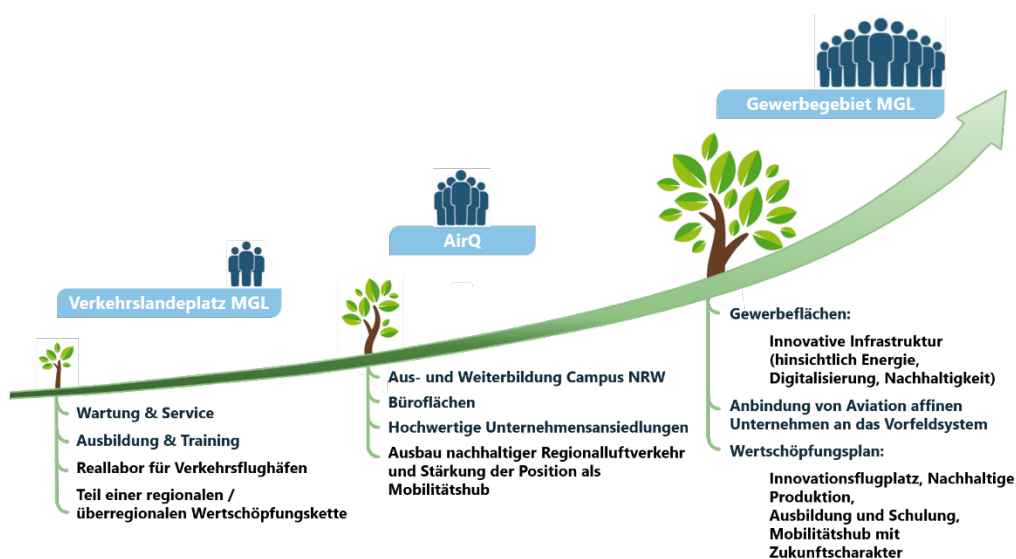 Verkehrslandeplatz MGL
Wartung & Service
Ausbildung & Training
Reallabor für Verkehrsflughäfen
Teil einer regionalen /
überregionalen Wertschöpfungskette
AirQ
Aus- und Weiterbildung Campus NRW
Büroflächen
Hochwertige Unternehmensansiedlungen
Ausbau nachhaltiger Regionalluftverkehr
und Stärkung der Position als
Mobilitätshub
Gewerbegebiet MGL
Gewerbeflächen:
Innovative Infrastruktur
(hinsichtlich Energie,
Digitalisierung, Nachhaltigkeit)
Anbindung von Aviation affinen
Unternehmen an das Vorfeldsystem
Wertschöpfungsplan:
Innovationsflugplatz, Nachhaltige
Produktion,
Ausbildung und Schulung,
Mobilitätshub mit
Zukunftscharakter